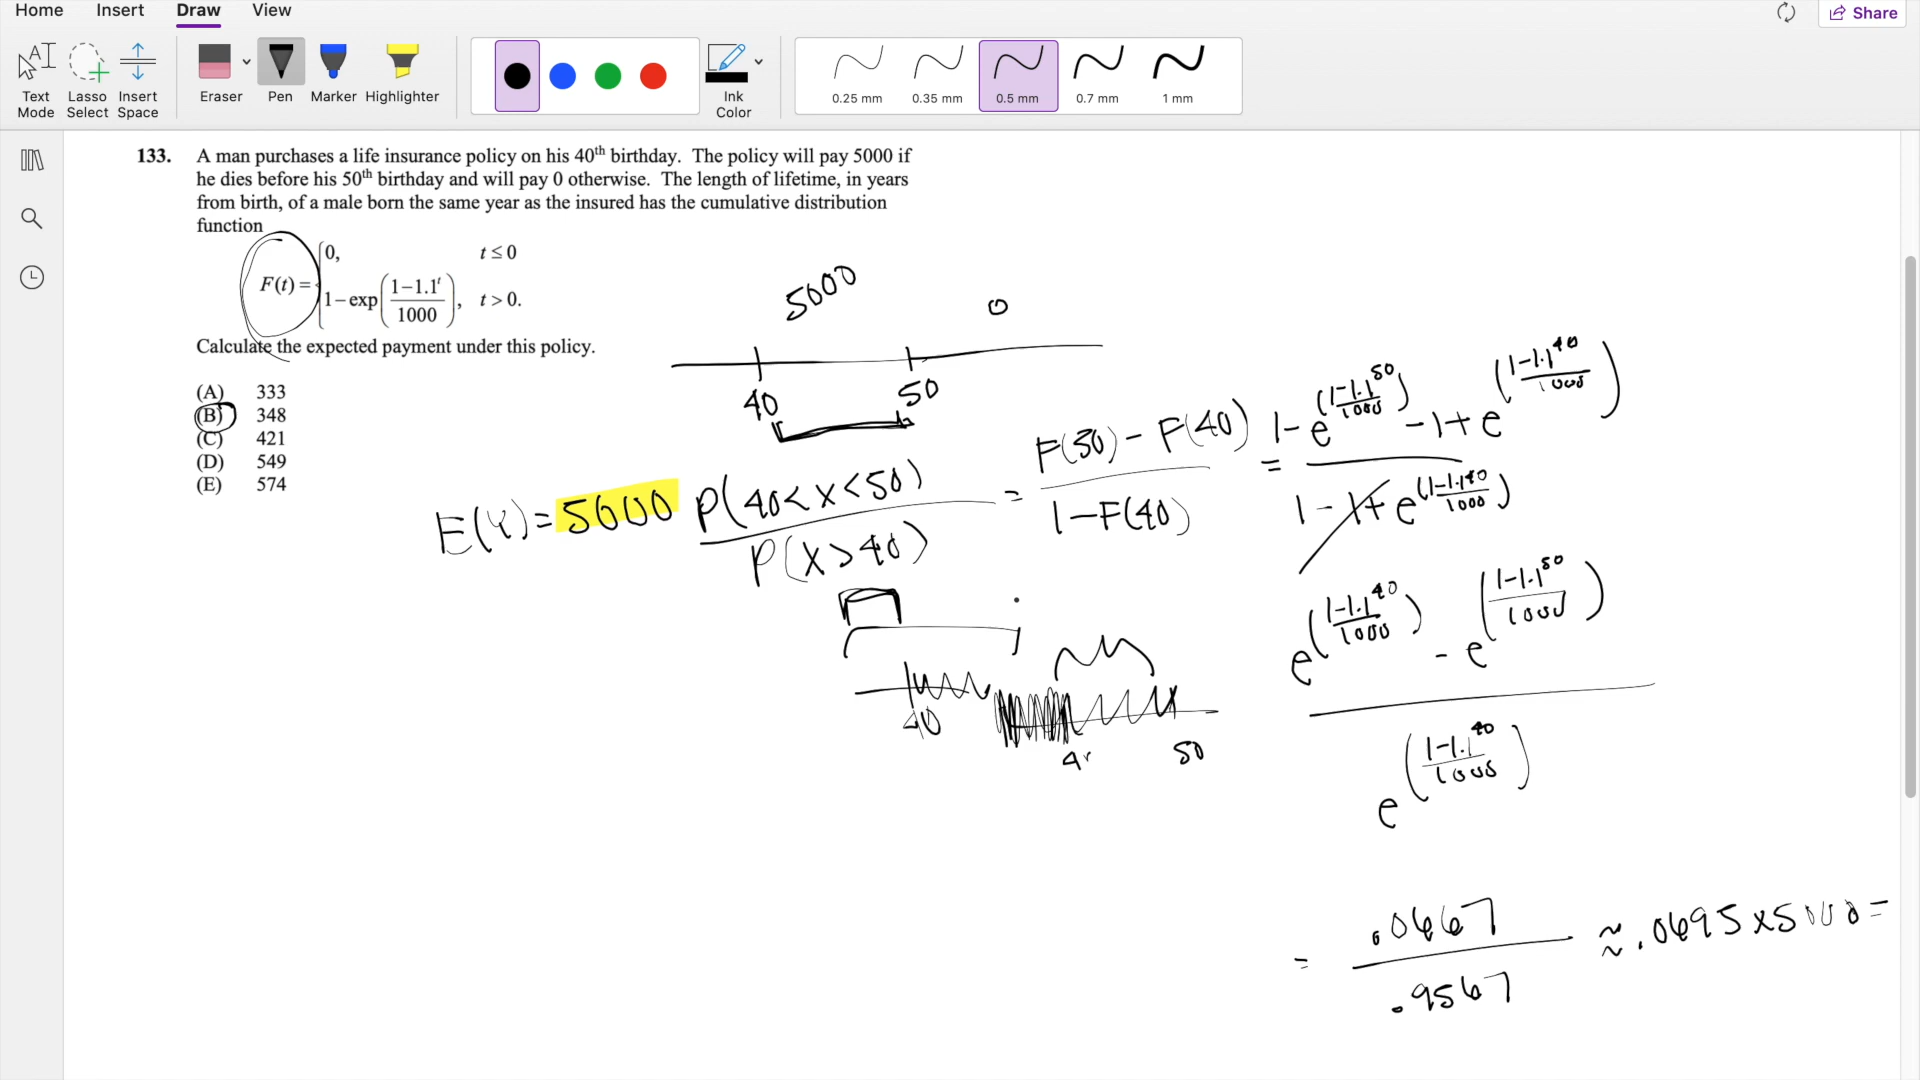 Home Insert Draw View Share
Text Mode
Lasso Select
Insert Space
Eraser Pen Marker Highlighter
Ink Color
0.25 mm 0.35 mm 0.5 mm 0.7 mm 1 mm
133. A man purchases a life insurance policy on his 40th birthday. The policy will pay 5000 if
he dies before his 50th birthday and will pay 0 otherwise. The length of lifetime, in years
from birth, of a male born the same year as the insured has the cumulative distribution
function
F(t) = { 0, t ≤ 0
1 − exp((1−1.1^t)/1000), t > 0.
Calculate the expected payment under this policy.
(A) 333
(B) 348
(C) 421
(D) 549
(E) 574
5000 0
40 50
E(Y) = 5000 P(40<x<50) / P(x>40) = F(50) − F(40) / 1−F(40) = 1−e^((1−1.1^50)/1000) −1+e^((1−1.1^40)/1000) / 1−1+e^((1−1.1^40)/1000)
e^((1−1.1^40)/1000) − e^((1−1.1^50)/1000)
e^((1−1.1^40)/1000)
40
50
= .0667 / .9567 ≈ .0695 x 5000 =